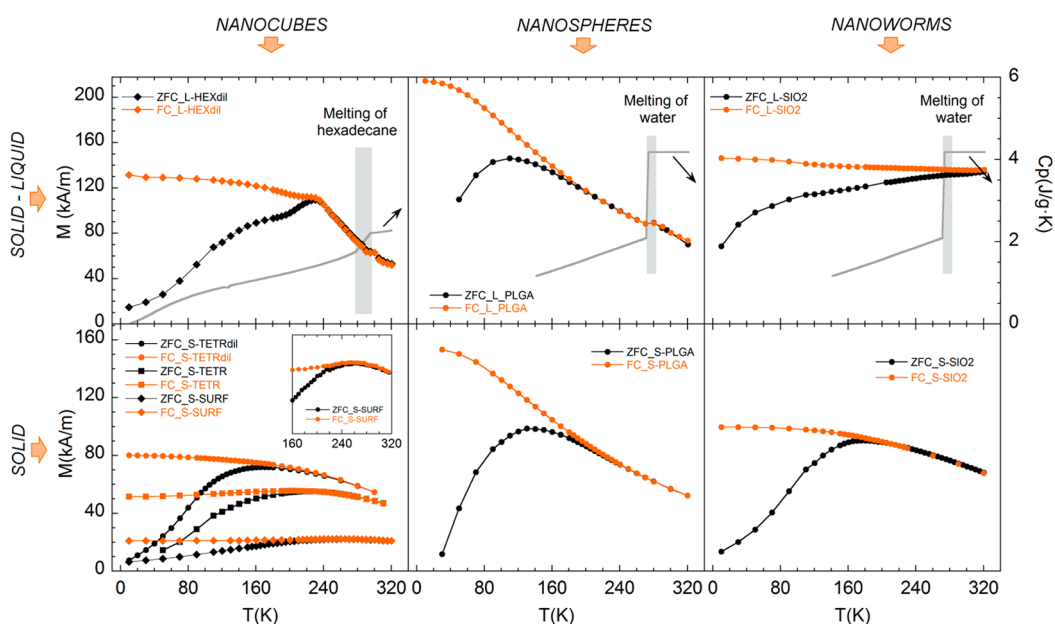 NANOCUBES
NANOSPHERES
NANOWORMS
SOLID - LIQUID
M (kA/m)
200
160
120
80
40
0
ZFC_L-HEXdil
FC_L-HEXdil
Melting of
hexadecane
ZFC_L_PLGA
FC_L_PLGA
Melting of
water
ZFC_L-SIO2
FC_L-SIO2
Melting of
water
6
4
2
0
Cp(J/g·K)
SOLID
M(kA/m)
160
120
80
40
0
ZFC_S-TETRdil
FC_S-TETRdil
ZFC_S-TETR
FC_S-TETR
ZFC_S-SURF
FC_S-SURF
ZFC_S-SURF
FC_S-SURF
160 240 320
ZFC_S-PLGA
FC_S-PLGA
ZFC_S-SIO2
FC_S-SIO2
0 80 160 240 320
80 160 240 320
0 80 160 240 320
T(K)
T(K)
T(K)